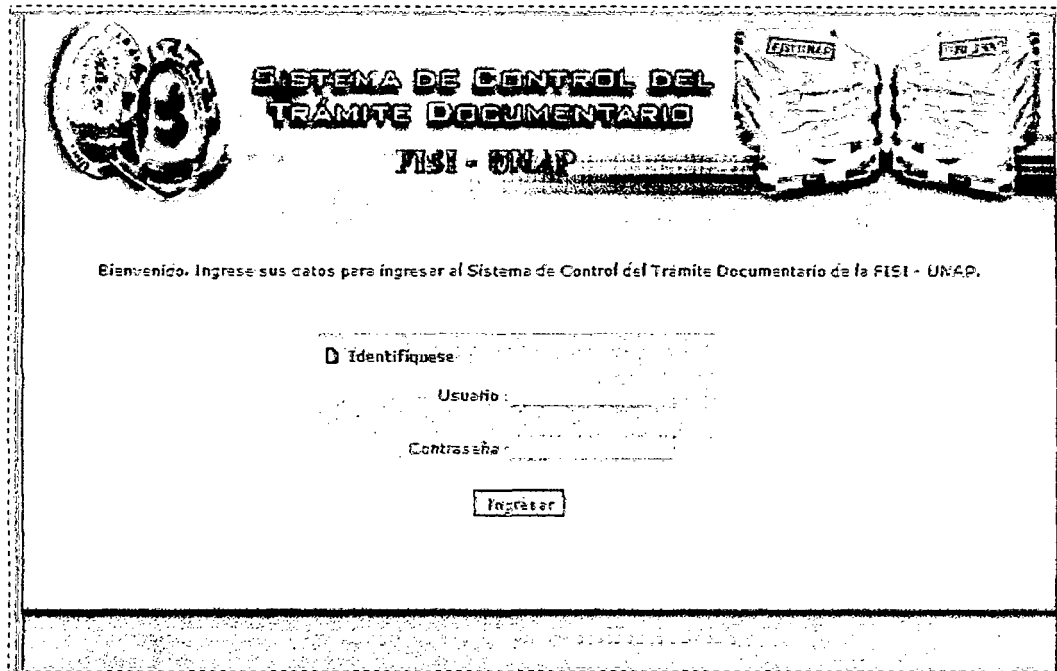 SISTEMA DE CONTROL DEL
TRÁMITE DOCUMENTARIO
FISI - UNAP
Bienvenido. Ingrese sus datos para ingresar al Sistema de Control del Trámite Documentario de la FISI - UNAP.
Identifíquese
Usuario :
Contraseña :
Ingresar